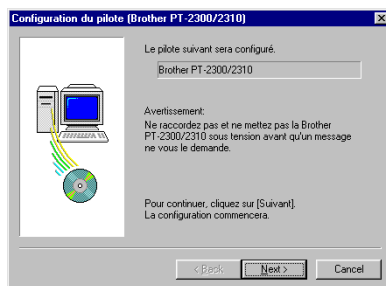 Configuration du pilote (Brother PT-2300/2310)
Le pilote suivant sera configuré.
Brother PT-2300/2310
Avertissement:
Ne raccordez pas et ne mettez pas la Brother
PT-2300/2310 sous tension avant qu'un message
ne vous le demande.
Pour continuer, cliquez sur [Suivant].
La configuration commencera.
< Back
Next >
Cancel